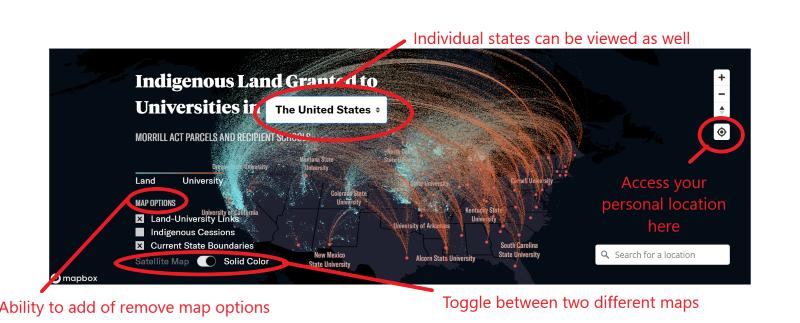 Individual states can be viewed as well
Indigenous Land Granted to
Universities in The United States
MORRILL ACT PARCELS AND RECIPIENT SCHOOLS
Montana State
University
State
University
Land University
Cornell University
MAP OPTIONS
Colorado State
University
Access your
personal location
here
University of California
Land-University Links
Kentucky State
University
Indigenous Cessions
University of Arkansas
Current State Boundaries
South Carolina
State University
New Mexico
State University
Alcorn State University
Satellite Map Solid Color
Search for a location
mapbox
Ability to add of remove map options
Toggle between two different maps